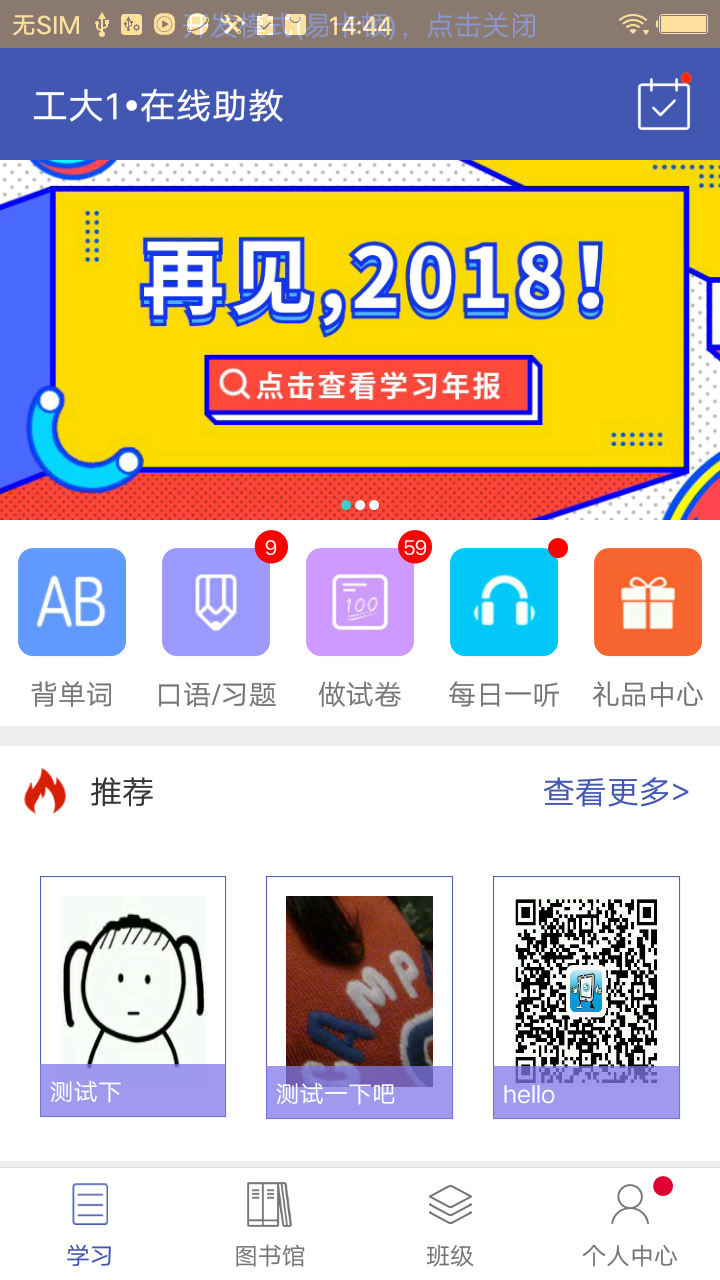 无SIM
开发模式(易卡顿)，点击关闭
14:44
工大1•在线助教
再见,2018!
点击查看学习年报
AB
9
100
59
背单词
口语/习题
做试卷
每日一听
礼品中心
推荐
查看更多>
CAMP
测试下
测试一下吧
hello
学习
图书馆
班级
个人中心